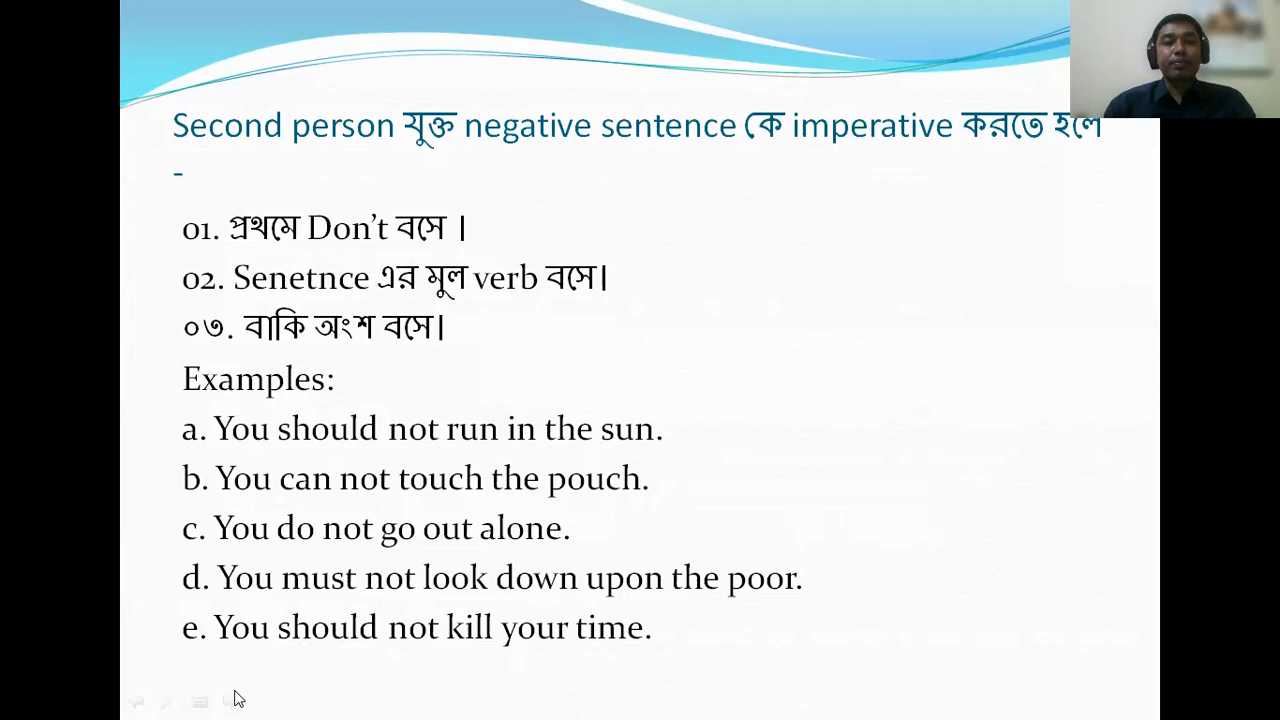 Second person যুক্ত negative sentence কে imperative করতে হলে
-
01. প্রথমে Don’t বসে ।
02. Senetnce এর মুল verb বসে।
০৩. বাকি অংশ বসে।
Examples:
a. You should not run in the sun.
b. You can not touch the pouch.
c. You do not go out alone.
d. You must not look down upon the poor.
e. You should not kill your time.